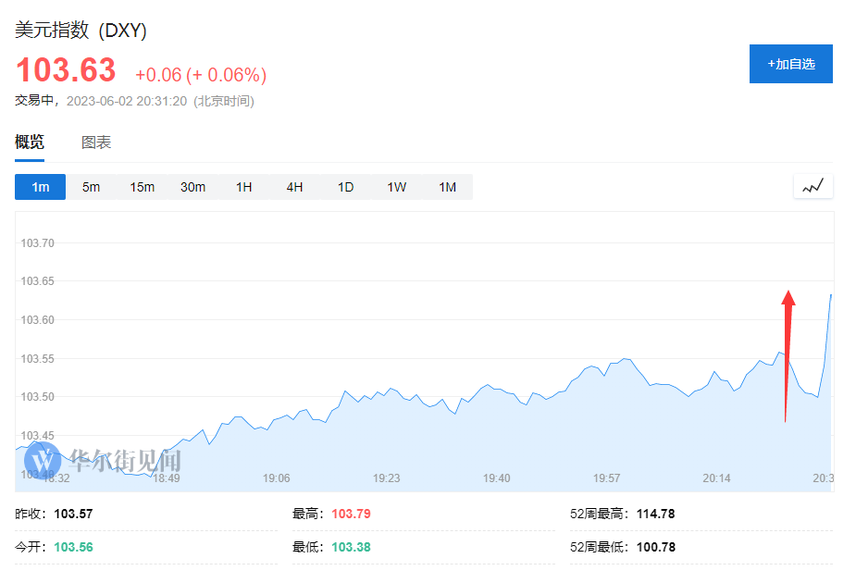 美元指数 (DXY)
103.63 +0.06 (+ 0.06%)
+加自选
交易中，2023-06-02 20:31:20 (北京时间)
概览 图表
1m 5m 15m 30m 1H 4H 1D 1W 1M
103.70
103.65
103.60
103.55
103.50
103.45
华尔街见闻
18:32 18:49 19:06 19:23 19:40 19:57 20:14 20:3
昨收：103.57 最高：103.79 52周最高：114.78
今开：103.56 最低：103.38 52周最低：100.78